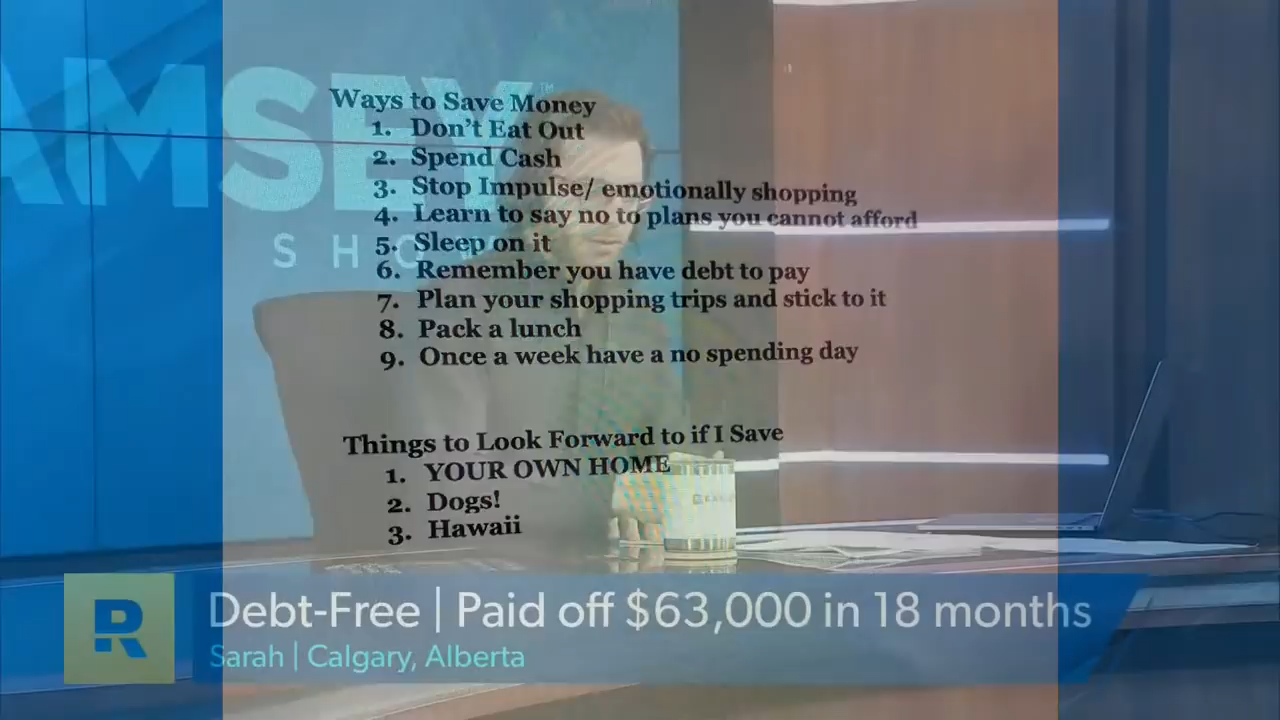 AMSEY
SHOW
Ways to Save Money
1. Don't Eat Out
2. Spend Cash
3. Stop Impulse/ emotionally shopping
4. Learn to say no to plans you cannot afford
5. Sleep on it
6. Remember you have debt to pay
7. Plan your shopping trips and stick to it
8. Pack a lunch
9. Once a week have a no spending day
Things to Look Forward to if I Save
1. YOUR OWN HOME
2. Dogs!
3. Hawaii
R
Debt-Free | Paid off $63,000 in 18 months
Sarah | Calgary, Alberta